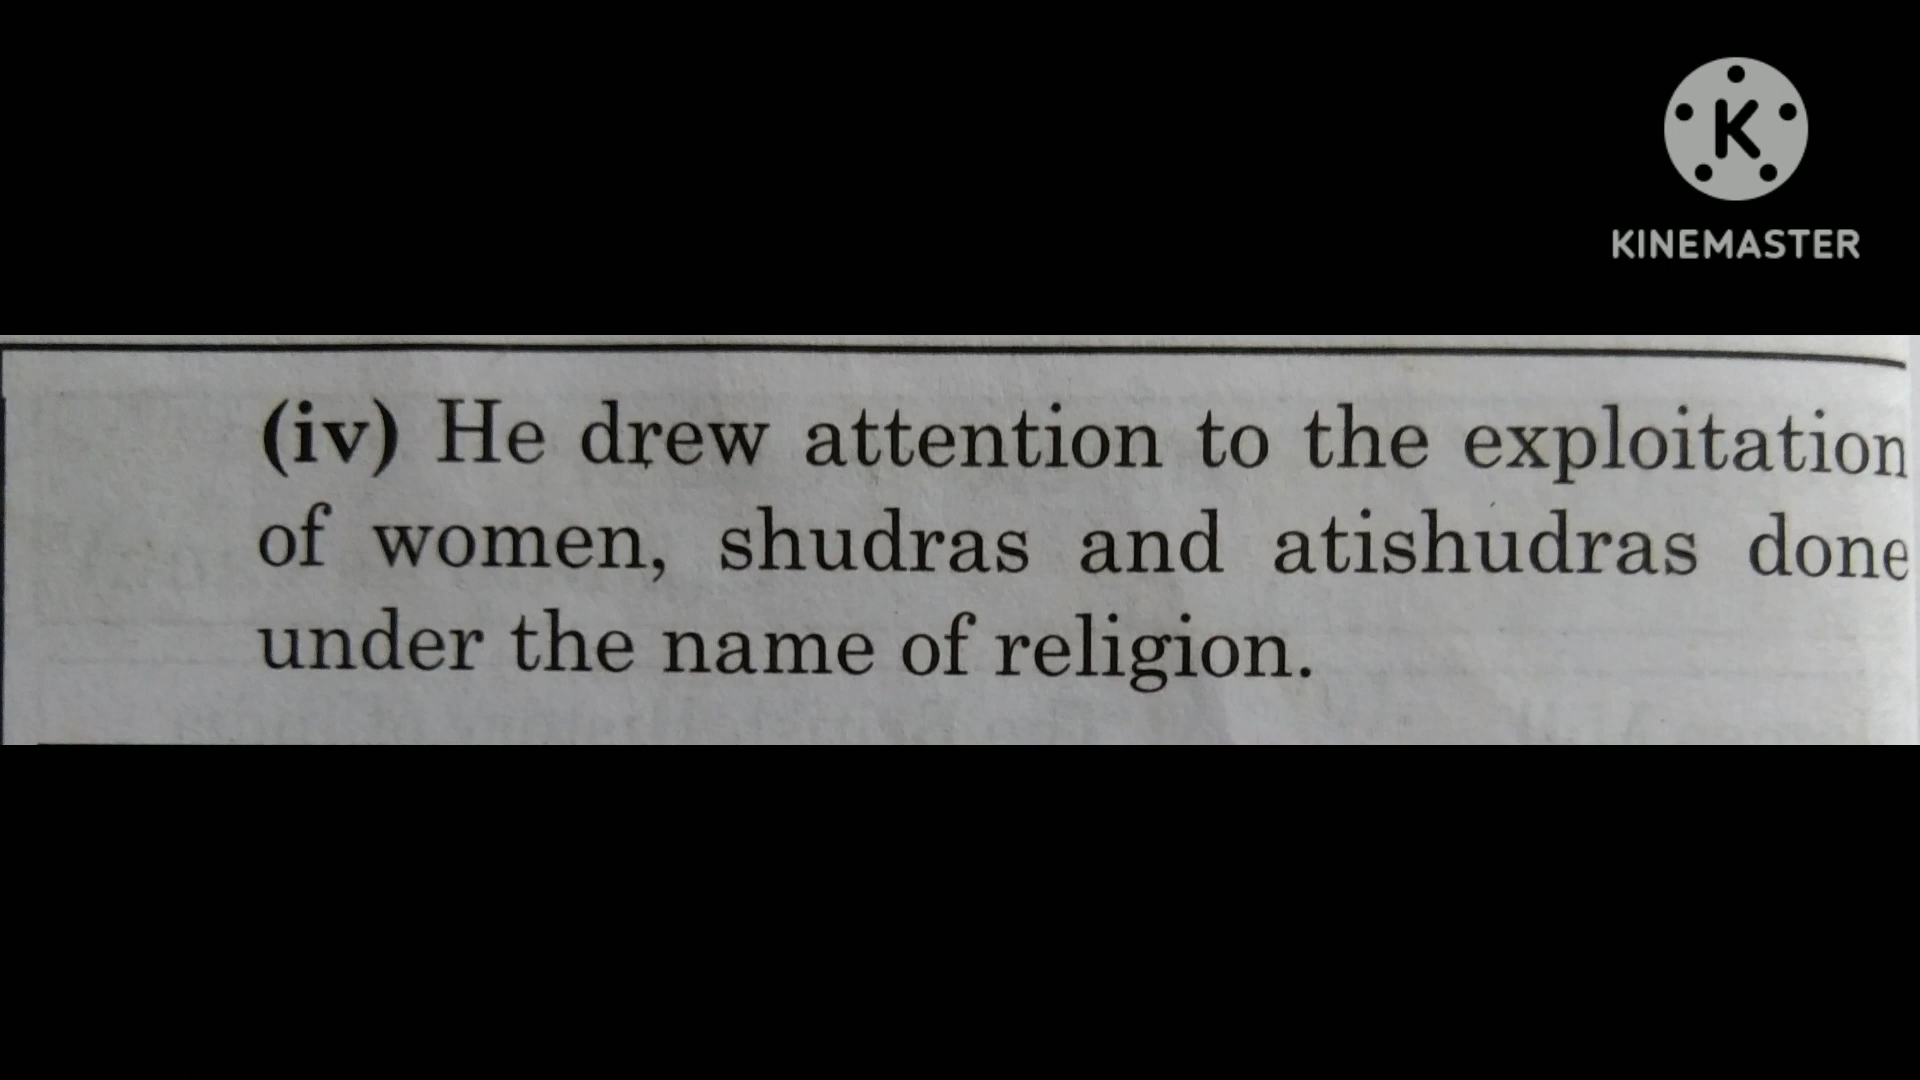 K
KINEMASTER
(iv) He drew attention to the exploitation
of women, shudras and atishudras done
under the name of religion.